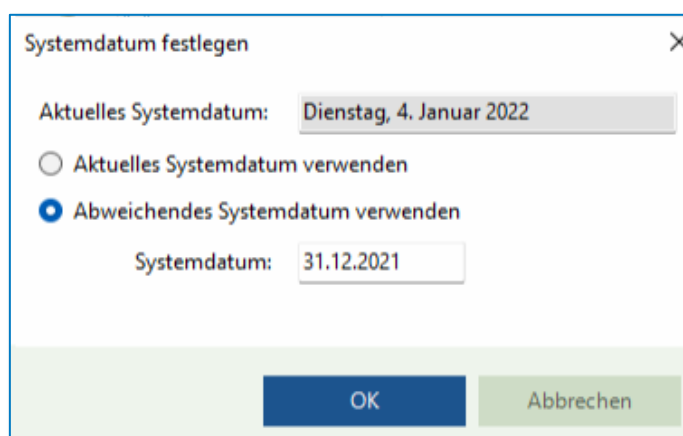 Systemdatum festlegen
Aktuelles Systemdatum: Dienstag, 4. Januar 2022
Aktuelles Systemdatum verwenden
Abweichendes Systemdatum verwenden
Systemdatum: 31.12.2021
OK Abbrechen